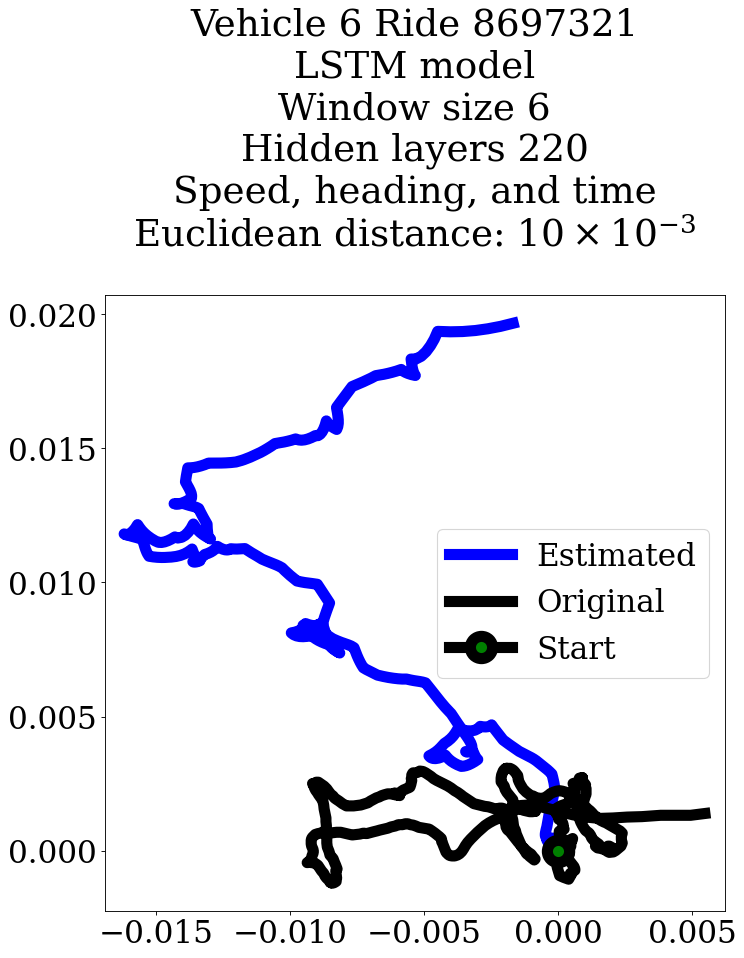 Vehicle 6 Ride 8697321
LSTM model
Window size 6
Hidden layers 220
Speed, heading, and time
Euclidean distance: 10 × 10⁻³
0.020
0.015
0.010
0.005
0.000
Estimated
Original
Start
−0.015 −0.010 −0.005 0.000 0.005